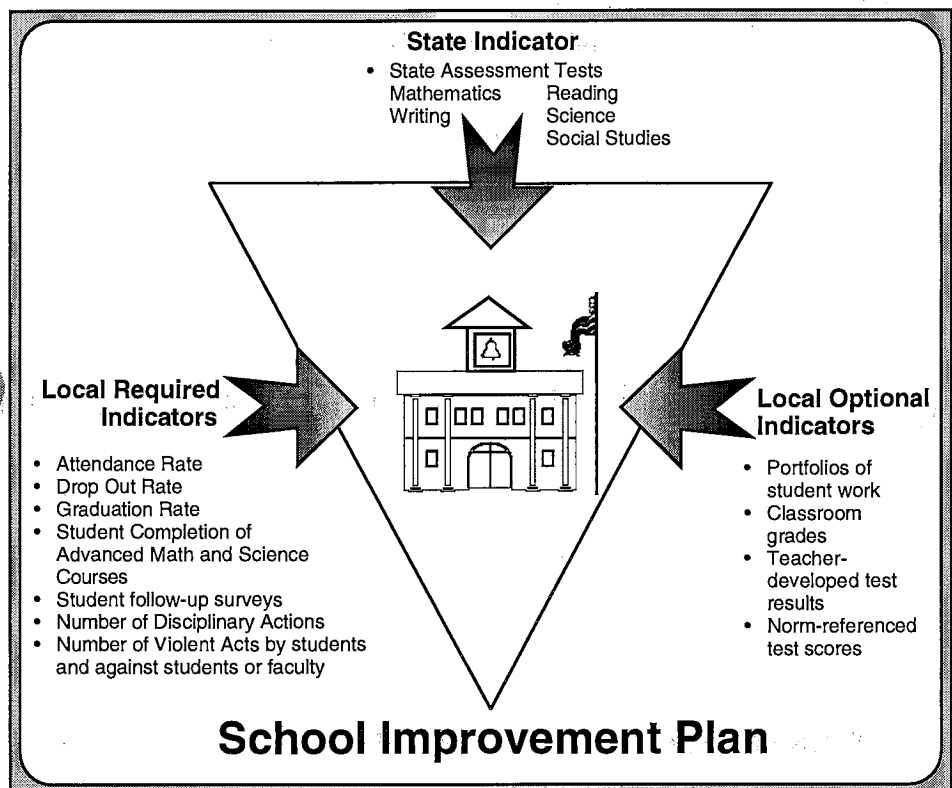 State Indicator
• State Assessment Tests
Mathematics Reading
Writing Science
Social Studies
Local Required
Indicators
• Attendance Rate
• Drop Out Rate
• Graduation Rate
• Student Completion of
Advanced Math and Science
Courses
• Student follow-up surveys
• Number of Disciplinary Actions
• Number of Violent Acts by students
and against students or faculty
Local Optional
Indicators
• Portfolios of
student work
• Classroom
grades
• Teacher-
developed test
results
• Norm-referenced
test scores
School Improvement Plan